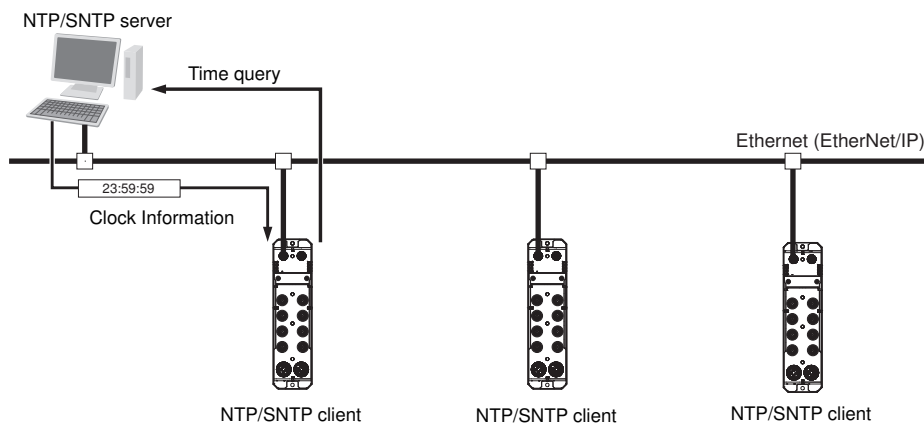 NTP/SNTP server
Time query
Ethernet (EtherNet/IP)
23:59:59
Clock Information
NTP/SNTP client
NTP/SNTP client
NTP/SNTP client